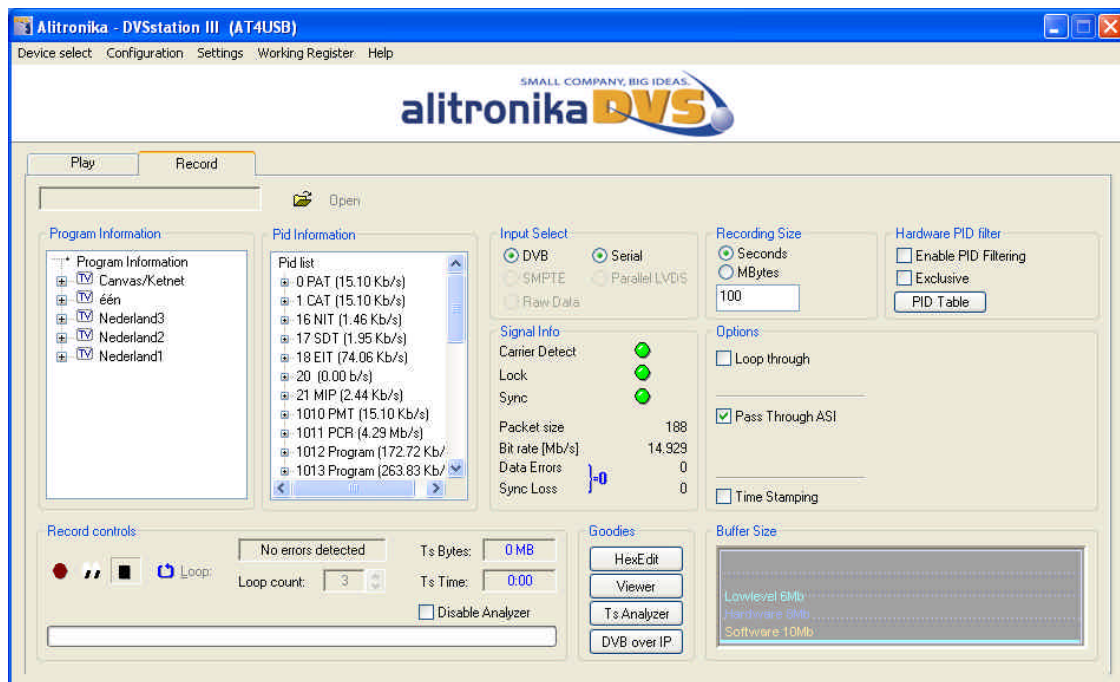 Alitronika - DVSstation III (AT4USB)
Device select Configuration Settings Working Register Help
SMALL COMPANY, BIG IDEAS.
alitronika DVS
Play Record
Open
Program Information
Program Information
TV Canvas/Ketnet
TV één
TV Nederland3
TV Nederland2
TV Nederland1
Pid Information
Pid list
0 PAT (15.10 Kb/s)
1 CAT (15.10 Kb/s)
16 NIT (1.46 Kb/s)
17 SDT (1.95 Kb/s)
18 EIT (74.06 Kb/s)
20 (0.00 b/s)
21 MIP (2.44 Kb/s)
1010 PMT (15.10 Kb/s)
1011 PCR (4.29 Mb/s)
1012 Program (172.72 Kb/
1013 Program (263.83 Kb/
Input Select
DVB Serial
SMPTE Parallel LVDS
Raw Data
Signal Info
Carrier Detect
Lock
Sync
Packet size 188
Bit rate [Mb/s] 14.929
Data Errors 0
}=0
Sync Loss 0
Recording Size
Seconds
MBytes
100
Hardware PID filter
Enable PID Filtering
Exclusive
PID Table
Options
Loop through
Pass Through ASI
Time Stamping
Record controls
Loop:
No errors detected
Loop count: 3
Ts Bytes: 0 MB
Ts Time: 0:00
Disable Analyzer
Goodies
HexEdit
Viewer
Ts Analyzer
DVB over IP
Buffer Size
Lowlevel 6Mb
Hardware
Software 10Mb